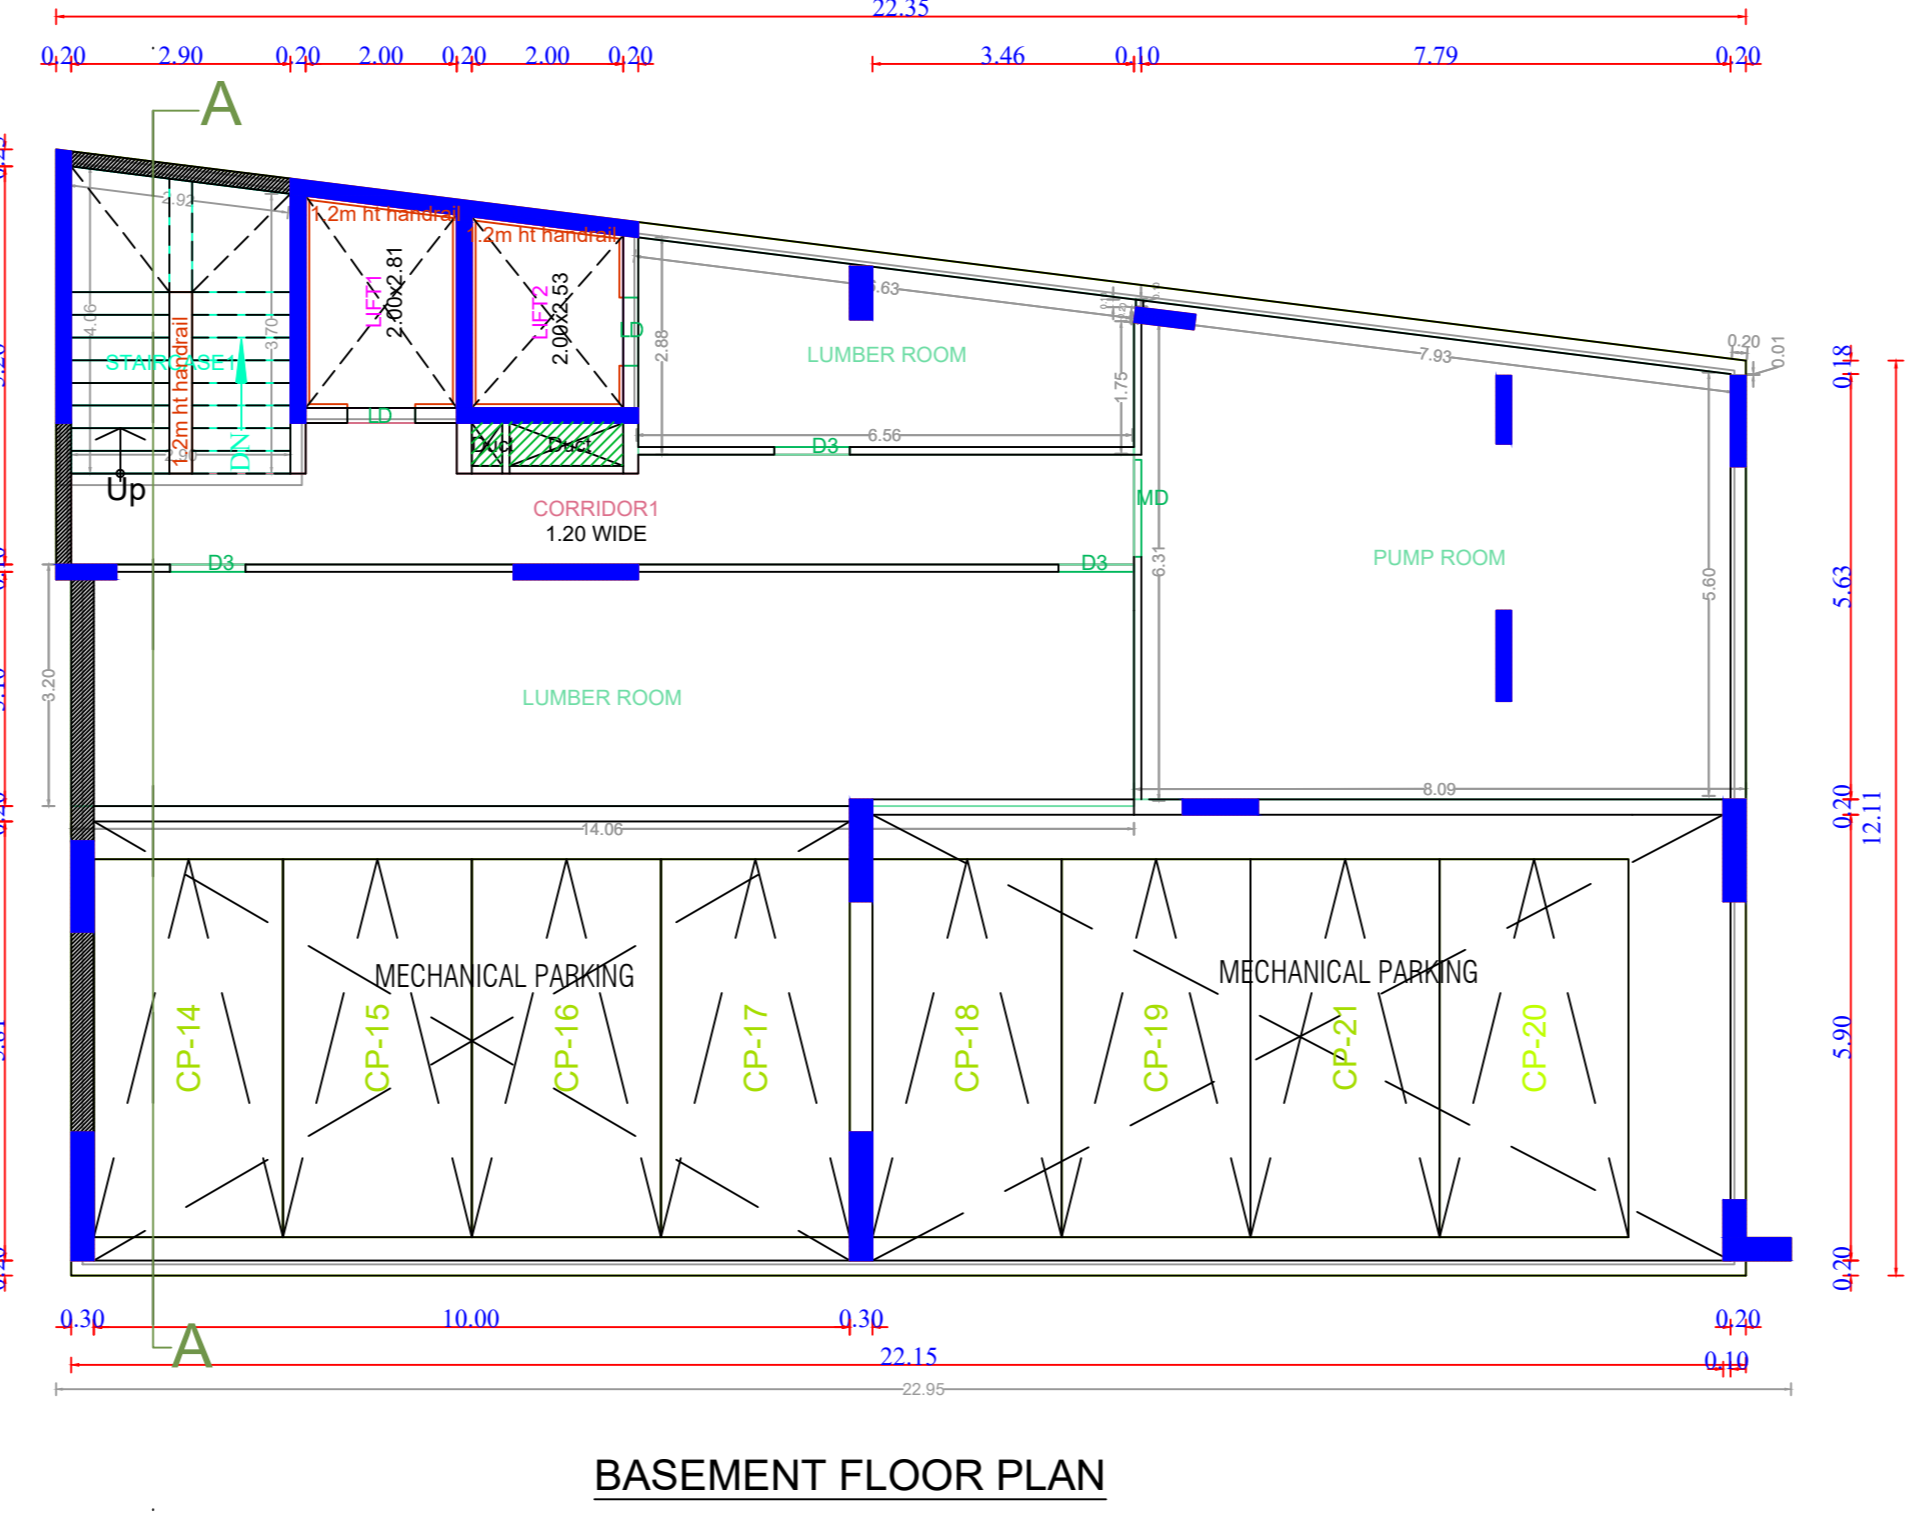 22.35
0.20 2.90 0.20 2.00 0.20 2.00 0.20 3.46 0.10 7.79 0.20
A
2.92
1.2m ht handrail
1.2m ht handrail
LIFT1
2.00x2.81
LIFT2
2.00x2.53
4.06
3.70
STAIRCASE1
1.2m ht handrail
DN
2.90
Up
LD
LD
Duct
Duct
2.88
LUMBER ROOM
1.75
6.56
D3
7.93
0.20
0.01
0.18
CORRIDOR1
1.20 WIDE
MD
D3
D3
6.31
PUMP ROOM
5.60
5.63
3.20
LUMBER ROOM
8.09
14.06
0.20
12.11
MECHANICAL PARKING
MECHANICAL PARKING
CP-14
CP-15
CP-16
CP-17
CP-18
CP-19
CP-21
CP-20
5.90
0.20
0.30 10.00 0.30 0.20
A
22.15 0.10
22.95
BASEMENT FLOOR PLAN